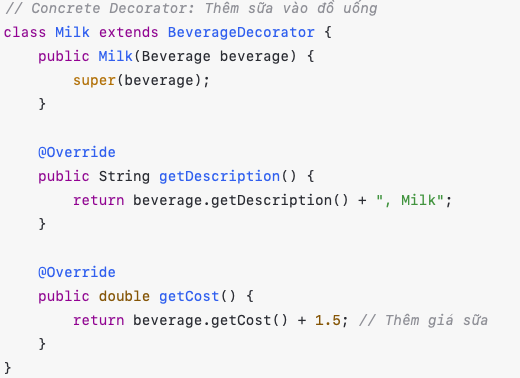 // Concrete Decorator: Thêm sữa vào đồ uống
class Milk extends BeverageDecorator {
    public Milk(Beverage beverage) {
        super(beverage);
    }

    @Override
    public String getDescription() {
        return beverage.getDescription() + ", Milk";
    }

    @Override
    public double getCost() {
        return beverage.getCost() + 1.5; // Thêm giá sữa
    }
}